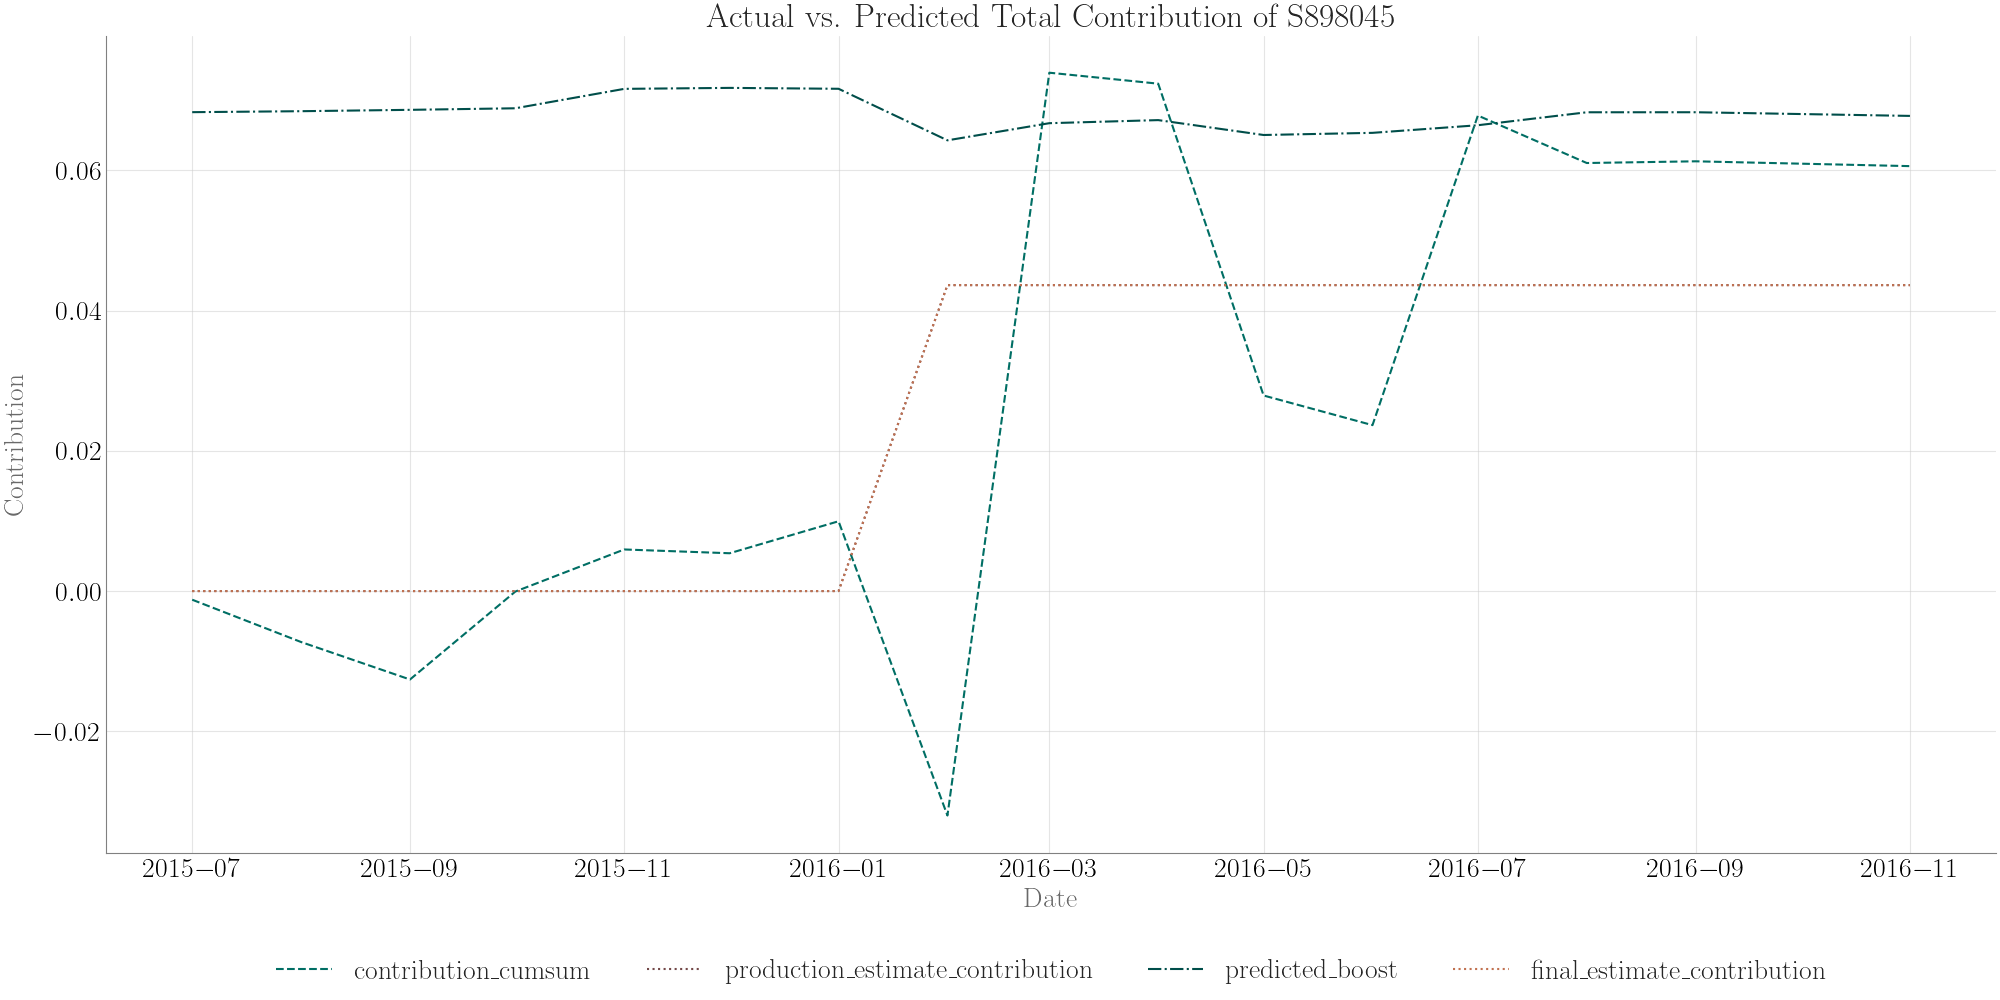 Actual vs. Predicted Total Contribution of S898045
Contribution
0.06
0.04
0.02
0.00
−0.02
2015–07 2015–09 2015–11 2016–01 2016–03 2016–05 2016–07 2016–09 2016–11
Date
contribution_cumsum production_estimate_contribution predicted_boost final_estimate_contribution